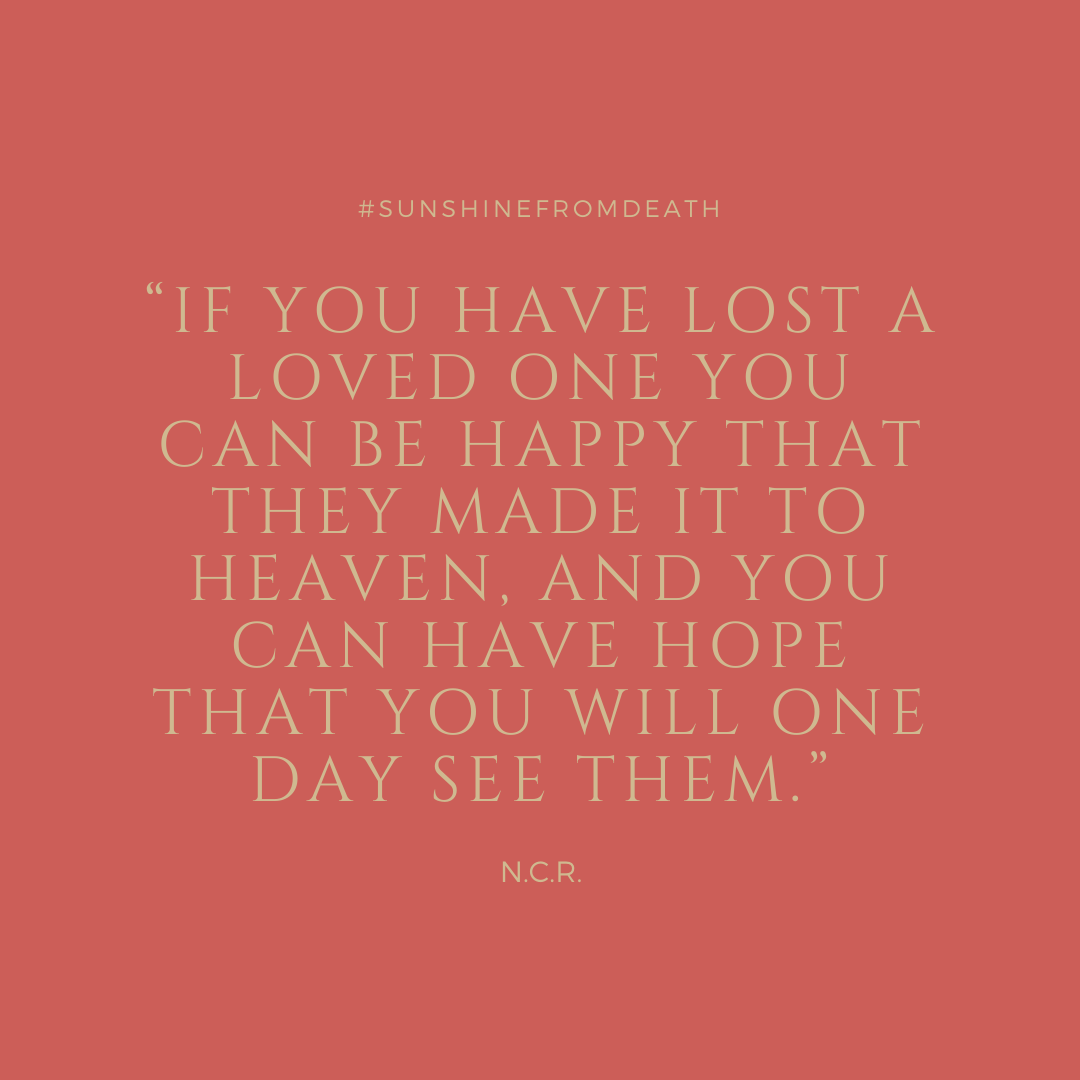 #SUNSHINEFROMDEATH
“IF YOU HAVE LOST A
LOVED ONE YOU
CAN BE HAPPY THAT
THEY MADE IT TO
HEAVEN, AND YOU
CAN HAVE HOPE
THAT YOU WILL ONE
DAY SEE THEM.”
N.C.R.